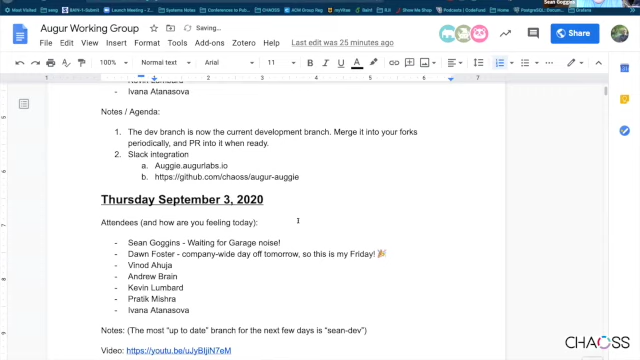 Sean Goggins
Augur Working Group
Saving...
File Edit View Insert Format Tools Add-ons Zotero Help Last edit was 25 minutes ago
Share
100% Normal text Arial 11
Kevin Lumbard
- Ivana Atanasova
Notes / Agenda:
1. The dev branch is now the current development branch. Merge it into your forks
periodically, and PR into it when ready.
2. Slack integration
a. Auggie.augurlabs.io
b. https://github.com/chaoss/augur-auggie
Thursday September 3, 2020
Attendees (and how are you feeling today):
- Sean Goggins - Waiting for Garage noise!
- Dawn Foster - company-wide day off tomorrow, so this is my Friday! 🎉
- Vinod Ahuja
- Andrew Brain
- Kevin Lumbard
- Pratik Mishra
- Ivana Atanasova
Notes: (The most "up to date" branch for the next few days is "sean-dev")
Video: https://youtu.be/uJyBIjiN7eM
CHAOSS